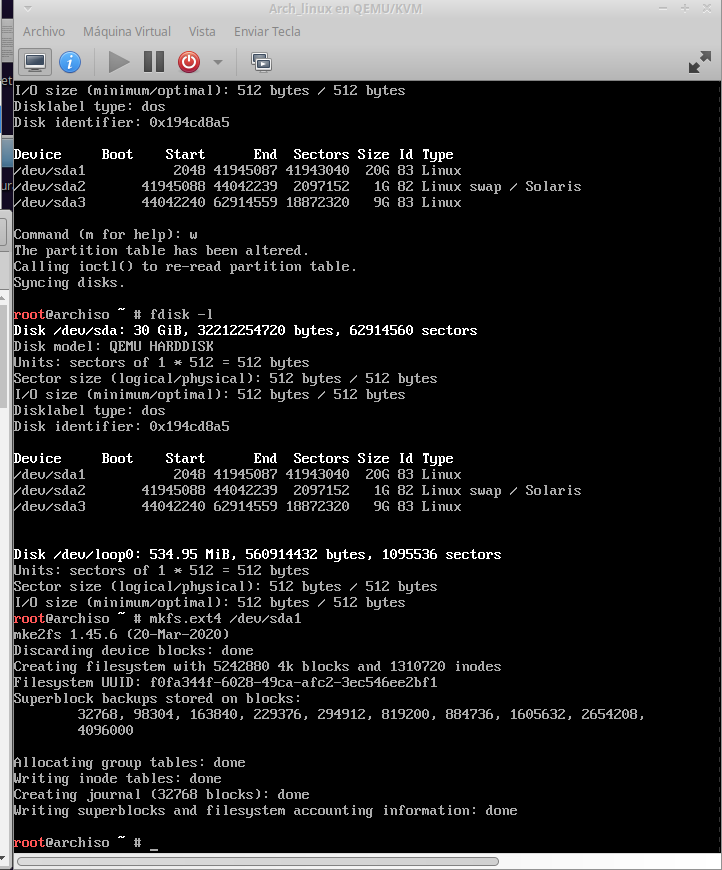 Arch_linux en QEMU/KVM
Archivo Máquina Virtual Vista Enviar Tecla
I/O size (minimum/optimal): 512 bytes / 512 bytes
Disklabel type: dos
Disk identifier: 0x194cd8a5
Device Boot Start End Sectors Size Id Type
/dev/sda1 2048 41945087 41943040 20G 83 Linux
/dev/sda2 41945088 44042239 2097152 1G 82 Linux swap / Solaris
/dev/sda3 44042240 62914559 18872320 9G 83 Linux
Command (m for help): w
The partition table has been altered.
Calling ioctl() to re-read partition table.
Syncing disks.
root@archiso ~ # fdisk -l
Disk /dev/sda: 30 GiB, 32212254720 bytes, 62914560 sectors
Disk model: QEMU HARDDISK
Units: sectors of 1 * 512 = 512 bytes
Sector size (logical/physical): 512 bytes / 512 bytes
I/O size (minimum/optimal): 512 bytes / 512 bytes
Disklabel type: dos
Disk identifier: 0x194cd8a5
Device Boot Start End Sectors Size Id Type
/dev/sda1 2048 41945087 41943040 20G 83 Linux
/dev/sda2 41945088 44042239 2097152 1G 82 Linux swap / Solaris
/dev/sda3 44042240 62914559 18872320 9G 83 Linux
Disk /dev/loop0: 534.95 MiB, 560914432 bytes, 1095536 sectors
Units: sectors of 1 * 512 = 512 bytes
Sector size (logical/physical): 512 bytes / 512 bytes
I/O size (minimum/optimal): 512 bytes / 512 bytes
root@archiso ~ # mkfs.ext4 /dev/sda1
mke2fs 1.45.6 (20-Mar-2020)
Discarding device blocks: done
Creating filesystem with 5242880 4k blocks and 1310720 inodes
Filesystem UUID: f0fa344f-6028-49ca-afc2-3ec546ee2bf1
Superblock backups stored on blocks:
32768, 98304, 163840, 229376, 294912, 819200, 884736, 1605632, 2654208,
4096000
Allocating group tables: done
Writing inode tables: done
Creating journal (32768 blocks): done
Writing superblocks and filesystem accounting information: done
root@archiso ~ # _